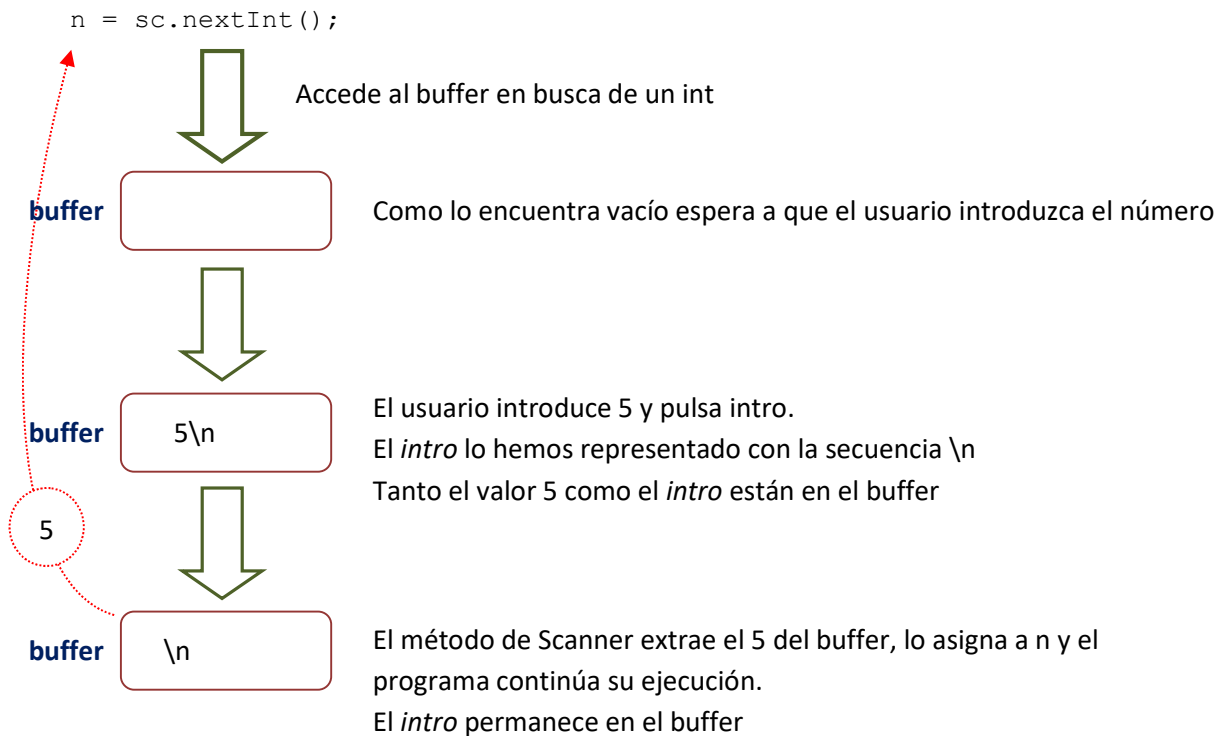 n = sc.nextInt();
Accede al buffer en busca de un int
buffer
Como lo encuentra vacío espera a que el usuario introduzca el número
El usuario introduce 5 y pulsa intro.
buffer
5\n
El intro lo hemos representado con la secuencia \n
Tanto el valor 5 como el intro están en el buffer
5
buffer
\n
El método de Scanner extrae el 5 del buffer, lo asigna a n y el
programa continúa su ejecución.
El intro permanece en el buffer